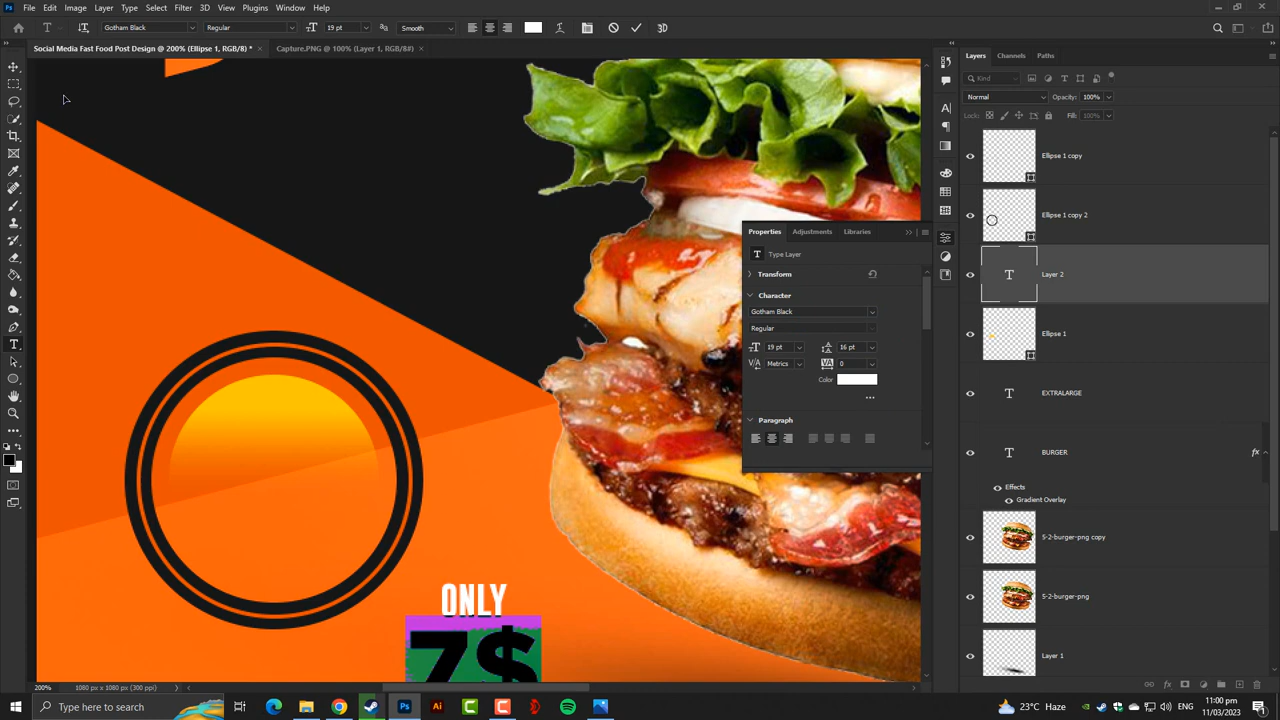 File Edit Image Layer Type Select Filter 3D View Plugins Window Help
Gotham Black Regular 19 pt Smooth 3D
Social Media Fast Food Post Design @ 200% (Ellipse 1, RGB/8) * × Capture.PNG @ 100% (Layer 1, RGB/8#) ×
Layers Channels Paths
Kind
Normal Opacity: 100%
Lock: Fill: 100%
Ellipse 1 copy
Ellipse 1 copy 2
Layer 2
Ellipse 1
EXTRALARGE
BURGER fx
Effects
Gradient Overlay
S-2-burger-png copy
S-2-burger-png
Layer 1
Properties Adjustments Libraries
Type Layer
Transform
Character
Gotham Black
Regular
19 pt 16 pt
Metrics 0
Color
Paragraph
ONLY
7$
200% 1080 px x 1080 px (300 ppi)
Type here to search
23°C Haze ENG 11:00 pm 11/03/2023